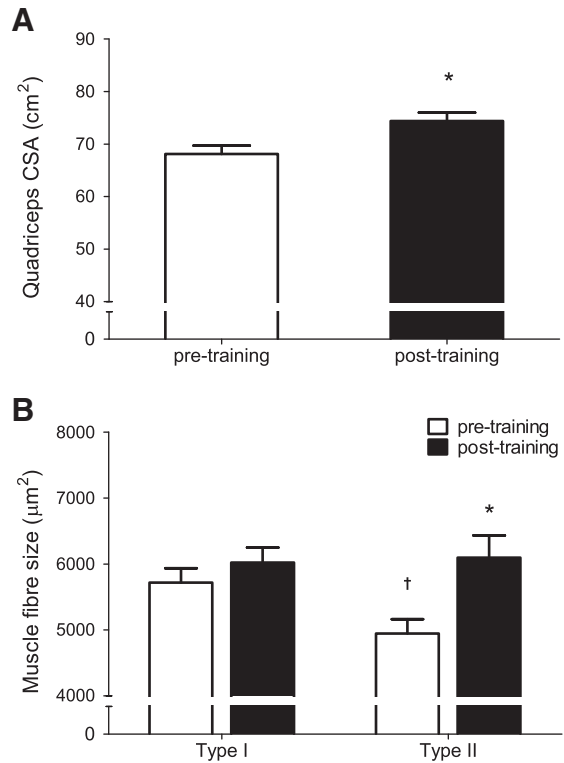 A
Quadriceps CSA (cm²)
90
80
70
60
50
40
0
*
pre-training
post-training
B
Muscle fibre size (μm²)
8000
7000
6000
5000
4000
0
pre-training
post-training
†
*
Type I
Type II